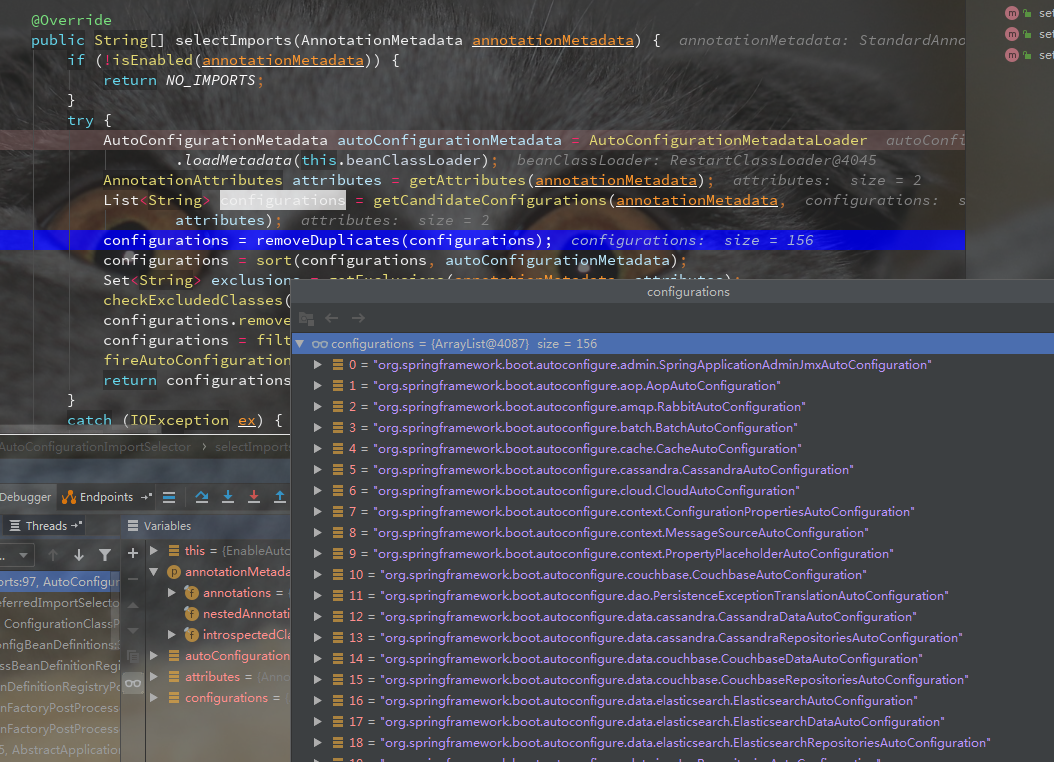 @Override
public String[] selectImports(AnnotationMetadata annotationMetadata) {  annotationMetadata: StandardAnno
if (!isEnabled(annotationMetadata)) {
return NO_IMPORTS;
}
try {
AutoConfigurationMetadata autoConfigurationMetadata = AutoConfigurationMetadataLoader  autoConfi
.loadMetadata(this.beanClassLoader);  beanClassLoader: RestartClassLoader@4045
AnnotationAttributes attributes = getAttributes(annotationMetadata);  attributes:  size = 2
List<String> configurations = getCandidateConfigurations(annotationMetadata,  configurations:  s
attributes);  attributes:  size = 2
configurations = removeDuplicates(configurations);  configurations:  size = 156
configurations = sort(configurations, autoConfigurationMetadata);
Set<String> exclusions = getExclusions(annotationMetadata, attributes);
checkExcludedClasses(
configurations.remove
configurations = filt
fireAutoConfiguration
return configurations
}
catch (IOException ex) {
AutoConfigurationImportSelector > selectImports
m set
m set
m set
configurations
configurations = {ArrayList@4087}  size = 156
0 = "org.springframework.boot.autoconfigure.admin.SpringApplicationAdminJmxAutoConfiguration"
1 = "org.springframework.boot.autoconfigure.aop.AopAutoConfiguration"
2 = "org.springframework.boot.autoconfigure.amqp.RabbitAutoConfiguration"
3 = "org.springframework.boot.autoconfigure.batch.BatchAutoConfiguration"
4 = "org.springframework.boot.autoconfigure.cache.CacheAutoConfiguration"
5 = "org.springframework.boot.autoconfigure.cassandra.CassandraAutoConfiguration"
6 = "org.springframework.boot.autoconfigure.cloud.CloudAutoConfiguration"
7 = "org.springframework.boot.autoconfigure.context.ConfigurationPropertiesAutoConfiguration"
8 = "org.springframework.boot.autoconfigure.context.MessageSourceAutoConfiguration"
9 = "org.springframework.boot.autoconfigure.context.PropertyPlaceholderAutoConfiguration"
10 = "org.springframework.boot.autoconfigure.couchbase.CouchbaseAutoConfiguration"
11 = "org.springframework.boot.autoconfigure.dao.PersistenceExceptionTranslationAutoConfiguration"
12 = "org.springframework.boot.autoconfigure.data.cassandra.CassandraDataAutoConfiguration"
13 = "org.springframework.boot.autoconfigure.data.cassandra.CassandraRepositoriesAutoConfiguration"
14 = "org.springframework.boot.autoconfigure.data.couchbase.CouchbaseDataAutoConfiguration"
15 = "org.springframework.boot.autoconfigure.data.couchbase.CouchbaseRepositoriesAutoConfiguration"
16 = "org.springframework.boot.autoconfigure.data.elasticsearch.ElasticsearchAutoConfiguration"
17 = "org.springframework.boot.autoconfigure.data.elasticsearch.ElasticsearchDataAutoConfiguration"
18 = "org.springframework.boot.autoconfigure.data.elasticsearch.ElasticsearchRepositoriesAutoConfiguration"
Debugger Endpoints
Threads Variables
orts:97, AutoConfigur
eferredImportSelecto
, ConfigurationClassP
onfigBeanDefinitions:
ssBeanDefinitionRegi
nDefinitionRegistryPo
nFactoryPostProcess
nFactoryPostProcess
5, AbstractApplication
this = {EnableAuto
p annotationMetada
f annotations =
f nestedAnnotati
f introspectedCla
autoConfiguration
attributes = {Anno
configurations =